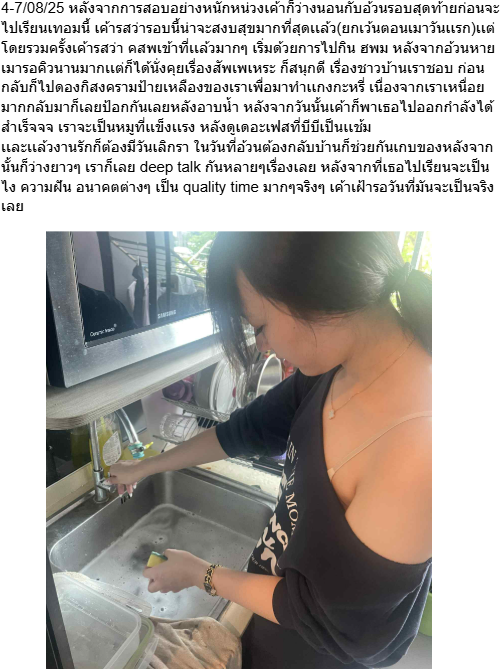 4-7/08/25 หลังจากการสอบอย่างหนักหน่วงเค้าก็ว่างนอนกับอ้วนรอบสุดท้ายก่อนจะ
ไปเรียนเทอมนี้ เค้ารสว่ารอบนี้น่าจะสงบสุขมากที่สุดแล้ว(ยกเว้นตอนเมาวันแรก)แต่
โดยรวมครั้งเค้ารสว่า คสพเข้าที่แล้วมากๆ เริ่มด้วยการไปกิน ฮพม หลังจากอ้วนหาย
เมารอคิวนานมากแต่ก็ได้นั่งคุยเรื่องสัพเพเหระ ก็สนุกดี เรื่องชาวบ้านเราชอบ ก่อน
กลับก็ไปดองกิสงครามป้ายเหลืองของเราเพื่อมาทำแกงกะหรี่ เนื่องจากเราเหนื่อย
มากกลับมาก็เลยป้อกกันเลยหลังอาบน้ำ หลังจากวันนั้นเค้าก็พาเธอไปออกกำลังได้
สำเร็จจจ เราจะเป็นหมูที่แข็งแรง หลังดูเดอะเฟสที่บีบีเป็นแช้ม
และแล้วงานรักก็ต้องมีวันเลิกรา ในวันที่อ้วนต้องกลับบ้านก็ช่วยกันเกบของหลังจาก
นั้นก็ว่างยาวๆ เราก็เลย deep talk กันหลายๆเรื่องเลย หลังจากที่เธอไปเรียนจะเป็น
ไง ความฝัน อนาคตต่างๆ เป็น quality time มากๆจริงๆ เค้าเฝ้ารอวันที่มันจะเป็นจริง
เลย
SAMSUNG
Ceramic Inside